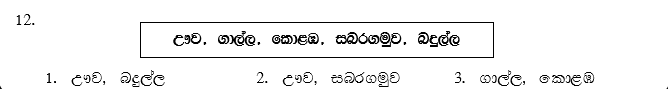 12.
ඌව, ගාල්ල, කොළඹ, සබරගමුව, බදුල්ල
1. ඌව, බදුල්ල 2. ඌව, සබරගමුව 3. ගාල්ල, කොළඹ